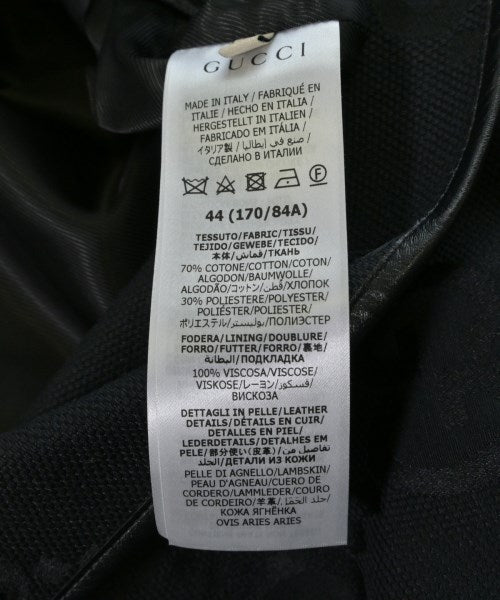 GUCCI
MADE IN ITALY / FABRIQUÉ EN
ITALIE / HECHO EN ITALIA /
HERGESTELLT IN ITALIEN /
FABRICADO EM ITÁLIA /
イタリア製 / صنع في إيطاليا /
СДЕЛАНО В ИТАЛИИ
44 (170/84A)
TESSUTO/FABRIC/TISSU/
TEJIDO/GEWEBE/TECIDO/
本体/قماش/ТКАНЬ
70% COTONE/COTTON/COTON/
ALGODON/BAUMWOLLE/
ALGODÃO/コットン/قطن/ХЛОПОК
30% POLIESTERE/POLYESTER/
POLIÉSTER/POLIESTER/
ポリエステル/بوليستر/ПОЛИЭСТЕР
FODERA/LINING/DOUBLURE/
FORRO/FUTTER/FORRO/裏地/
البطانة/ПОДКЛАДКА
100% VISCOSA/VISCOSE/
VISKOSE/レーヨン/فسكوز/
ВИСКОЗА
DETTAGLI IN PELLE/LEATHER
DETAILS/DÉTAILS EN CUIR/
DETALLES EN PIEL/
LEDERDETAILS/DETALHES EM
PELE/部分使い(皮革)/تفاصيل من
الجلد/ДЕТАЛИ ИЗ КОЖИ
PELLE DI AGNELLO/LAMBSKIN/
PEAU D'AGNEAU/CUERO DE
CORDERO/LAMMLEDER/COURO
DE CORDEIRO/羊革/جلد الحمل/
КОЖА ЯГНЁНКА
OVIS ARIES ARIES